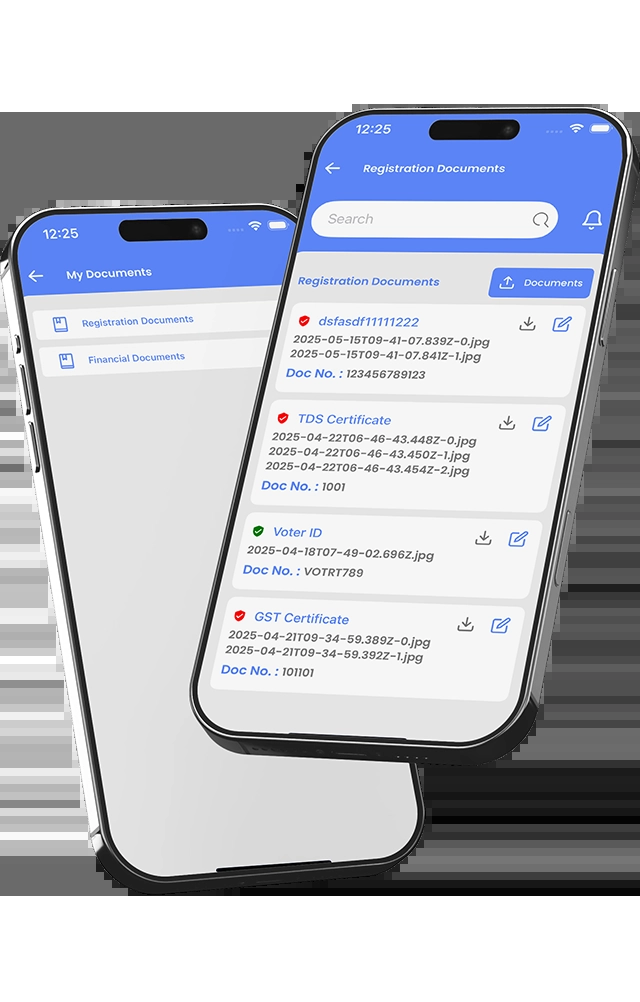 12:25
My Documents
Registration Documents
Financial Documents
12:25
Registration Documents
Search
Registration Documents
Documents
dsfasdf11111222
2025-05-15T09-41-07.839Z-0.jpg
2025-05-15T09-41-07.841Z-1.jpg
Doc No. : 123456789123
TDS Certificate
2025-04-22T06-46-43.448Z-0.jpg
2025-04-22T06-46-43.450Z-1.jpg
2025-04-22T06-46-43.454Z-2.jpg
Doc No. : 1001
Voter ID
2025-04-18T07-49-02.696Z.jpg
Doc No. : VOTRT789
GST Certificate
2025-04-21T09-34-59.389Z-0.jpg
2025-04-21T09-34-59.392Z-1.jpg
Doc No. : 101101